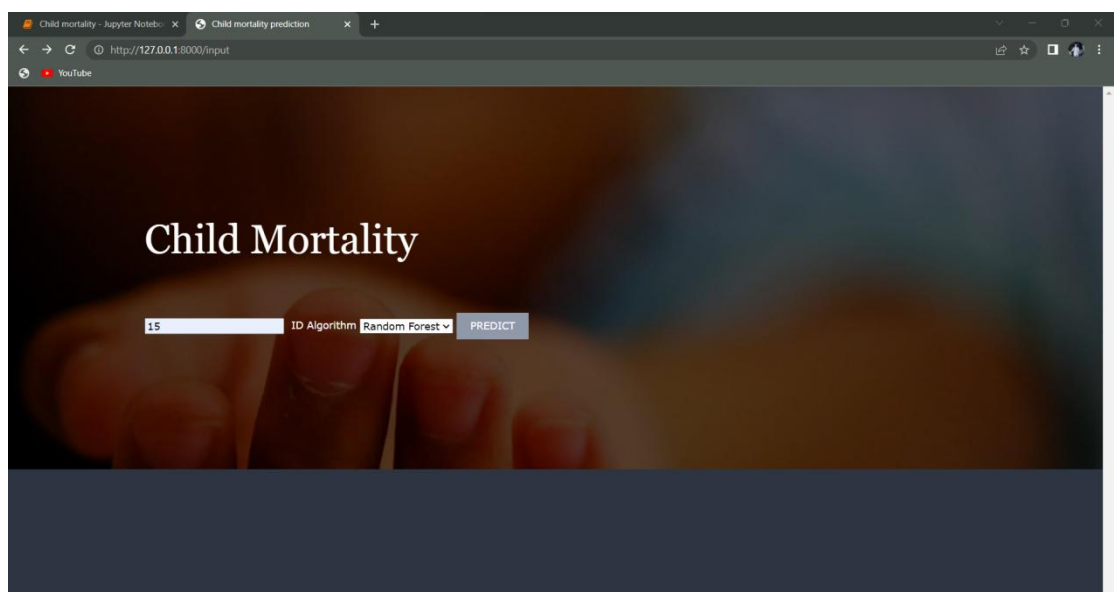 Child mortality - Jupyter Notebo
Child mortality prediction
http://127.0.0.1:8000/input
YouTube
Child Mortality
15 ID Algorithm Random Forest PREDICT